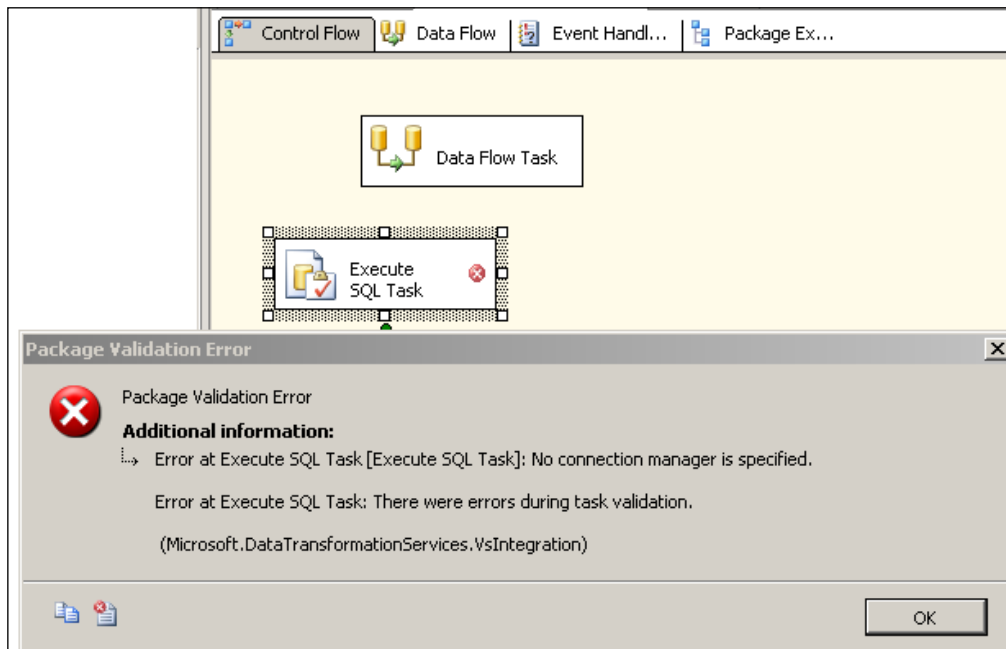 Control Flow
Data Flow
Event Handl...
Package Ex...
Data Flow Task
Execute
SQL Task
Package Validation Error
Package Validation Error
Additional information:
Error at Execute SQL Task [Execute SQL Task]: No connection manager is specified.
Error at Execute SQL Task: There were errors during task validation.
(Microsoft.DataTransformationServices.VsIntegration)
OK